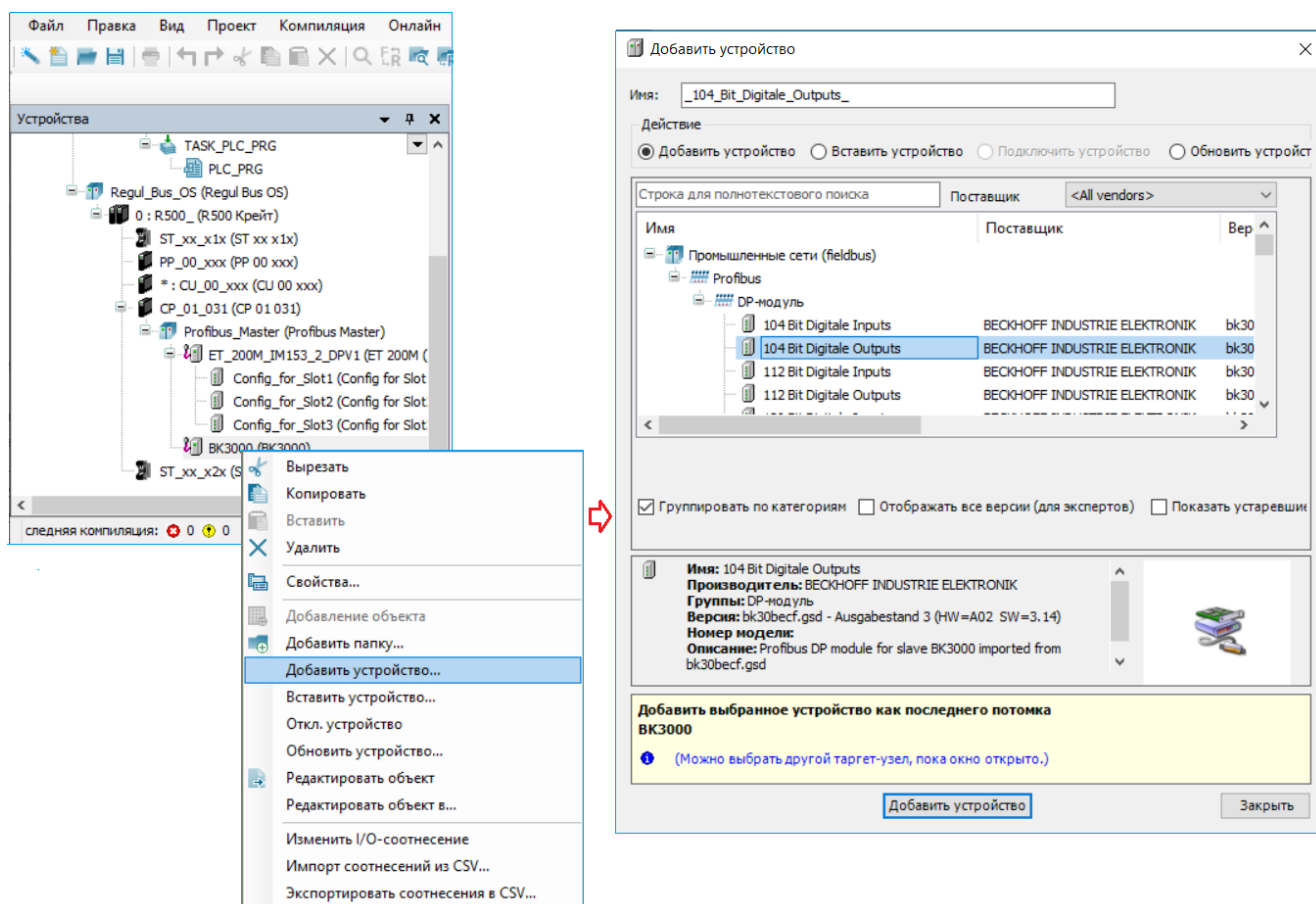 Файл Правка Вид Проект Компиляция Онлайн
Устройства
TASK_PLC_PRG
PLC_PRG
Regul_Bus_OS (Regul Bus OS)
0 : R500_ (R500 Крейт)
ST_xx_x1x (ST xx x1x)
PP_00_xxx (PP 00 xxx)
* : CU_00_xxx (CU 00 xxx)
CP_01_031 (CP 01 031)
Profibus_Master (Profibus Master)
ET_200M_IM153_2_DPV1 (ET 200M (
Config_for_Slot1 (Config for Slot
Config_for_Slot2 (Config for Slot
Config_for_Slot3 (Config for Slot
BK3000 (BK3000)
ST_xx_x2x (S
следняя компиляция: 0 0
Вырезать
Копировать
Вставить
Удалить
Свойства...
Добавление объекта
Добавить папку...
Добавить устройство...
Вставить устройство...
Откл. устройство
Обновить устройство...
Редактировать объект
Редактировать объект в...
Изменить I/O-соотнесение
Импорт соотнесений из CSV...
Экспортировать соотнесения в CSV...
Добавить устройство
Имя: _104_Bit_Digitale_Outputs_
Действие
Добавить устройство Вставить устройство Подключить устройство Обновить устройст
Строка для полнотекстового поиска Поставщик <All vendors>
Имя Поставщик Вер
Промышленные сети (fieldbus)
Profibus
DP-модуль
104 Bit Digitale Inputs BECKHOFF INDUSTRIE ELEKTRONIK bk30
104 Bit Digitale Outputs BECKHOFF INDUSTRIE ELEKTRONIK bk30
112 Bit Digitale Inputs BECKHOFF INDUSTRIE ELEKTRONIK bk30
112 Bit Digitale Outputs BECKHOFF INDUSTRIE ELEKTRONIK bk30
Группировать по категориям Отображать все версии (для экспертов) Показать устаревшие
Имя: 104 Bit Digitale Outputs
Производитель: BECKHOFF INDUSTRIE ELEKTRONIK
Группы: DP-модуль
Версия: bk30becf.gsd - Ausgabestand 3 (HW=A02 SW=3.14)
Номер модели:
Описание: Profibus DP module for slave BK3000 imported from
bk30becf.gsd
Добавить выбранное устройство как последнего потомка
BK3000
(Можно выбрать другой таргет-узел, пока окно открыто.)
Добавить устройство Закрыть